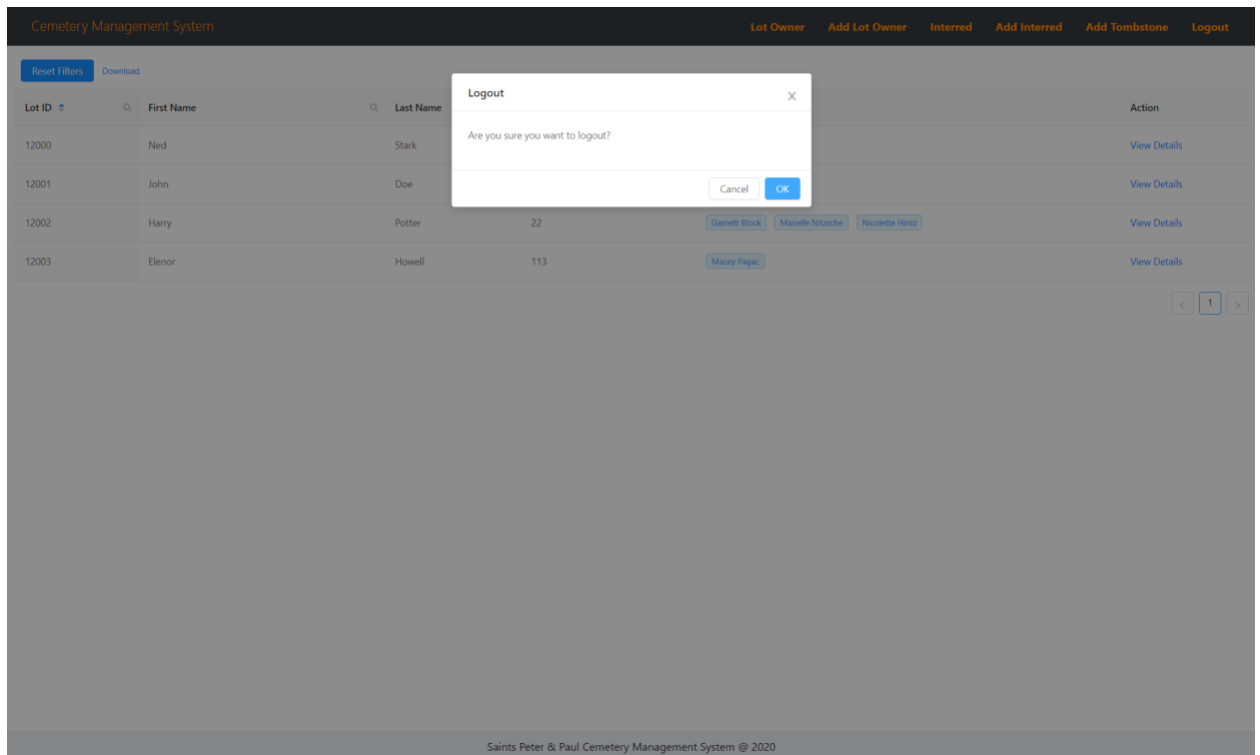 Cemetery Management System Lot Owner Add Lot Owner Interred Add Interred Add Tombstone Logout
Reset Filters Download
Logout
Are you sure you want to logout?
Cancel OK
Lot ID First Name Last Name Action
12000 Ned Stark View Details
12001 John Doe View Details
12002 Harry Potter 22 Garnett Block Marielle Nitzsche Nicolette Hintz View Details
12003 Elenor Howell 113 Macey Pagac View Details
< 1 >
Saints Peter & Paul Cemetery Management System @ 2020